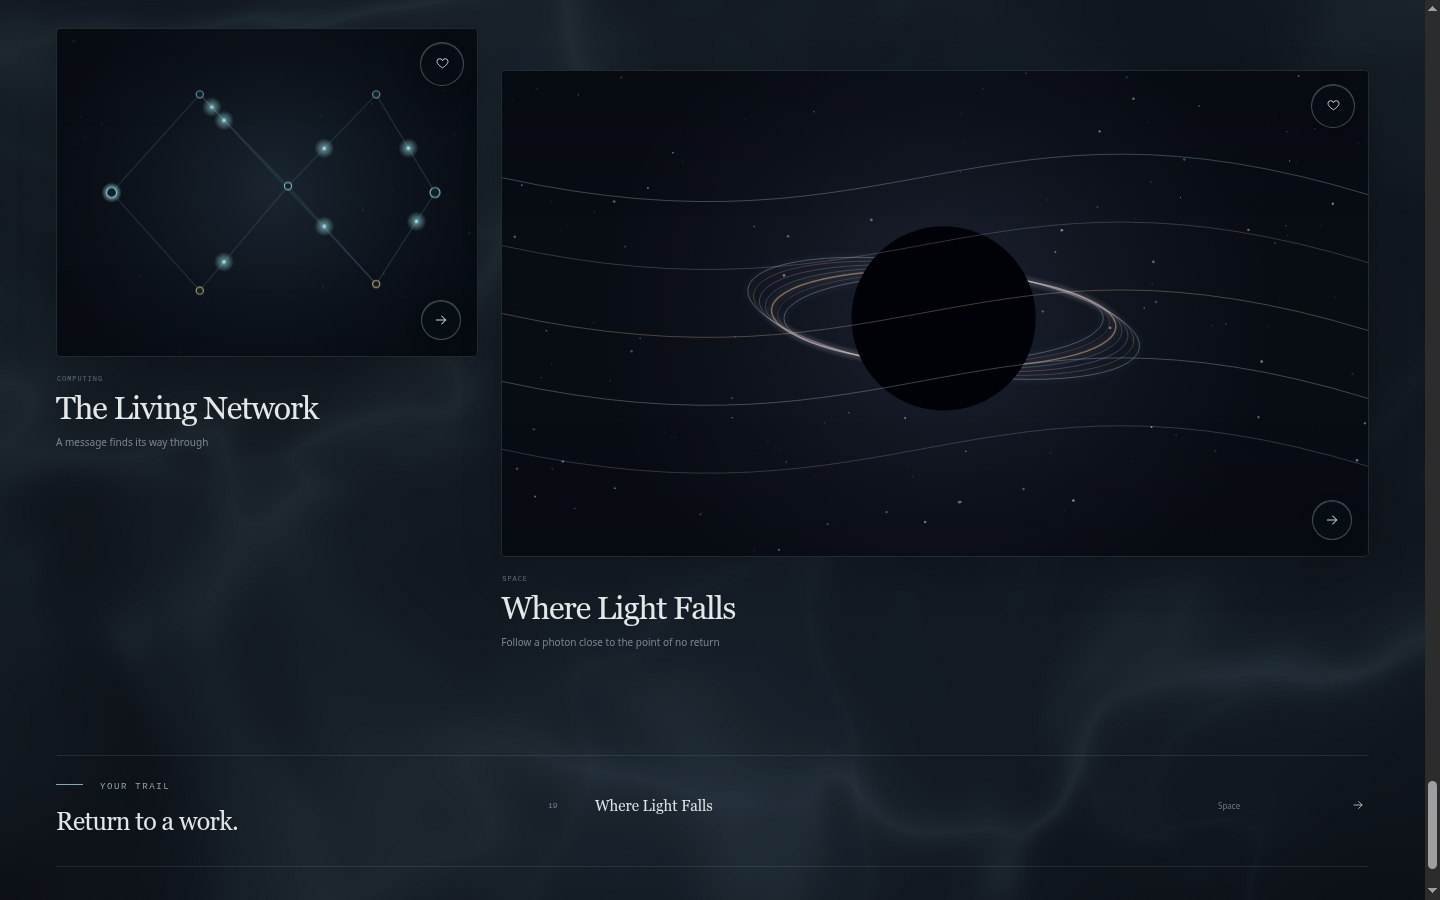 COMPUTING
The Living Network
A message finds its way through
SPACE
Where Light Falls
Follow a photon close to the point of no return
YOUR TRAIL
Return to a work.
19
Where Light Falls
Space